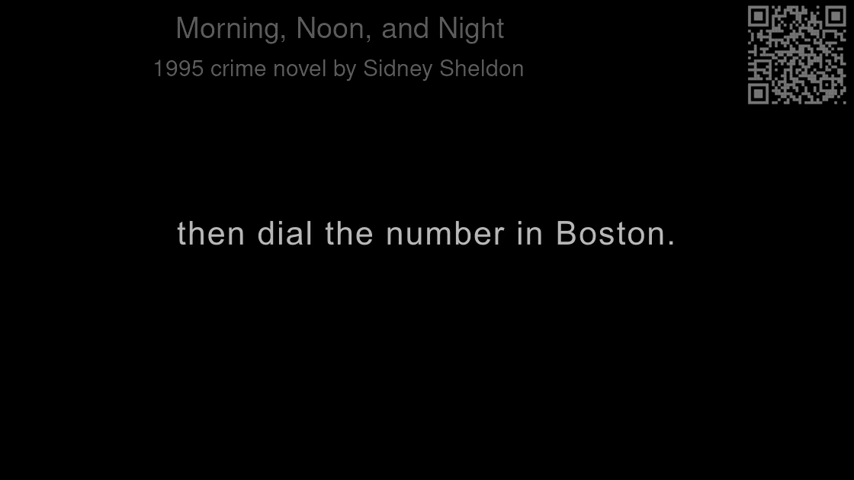 Morning, Noon, and Night
1995 crime novel by Sidney Sheldon
then dial the number in Boston.